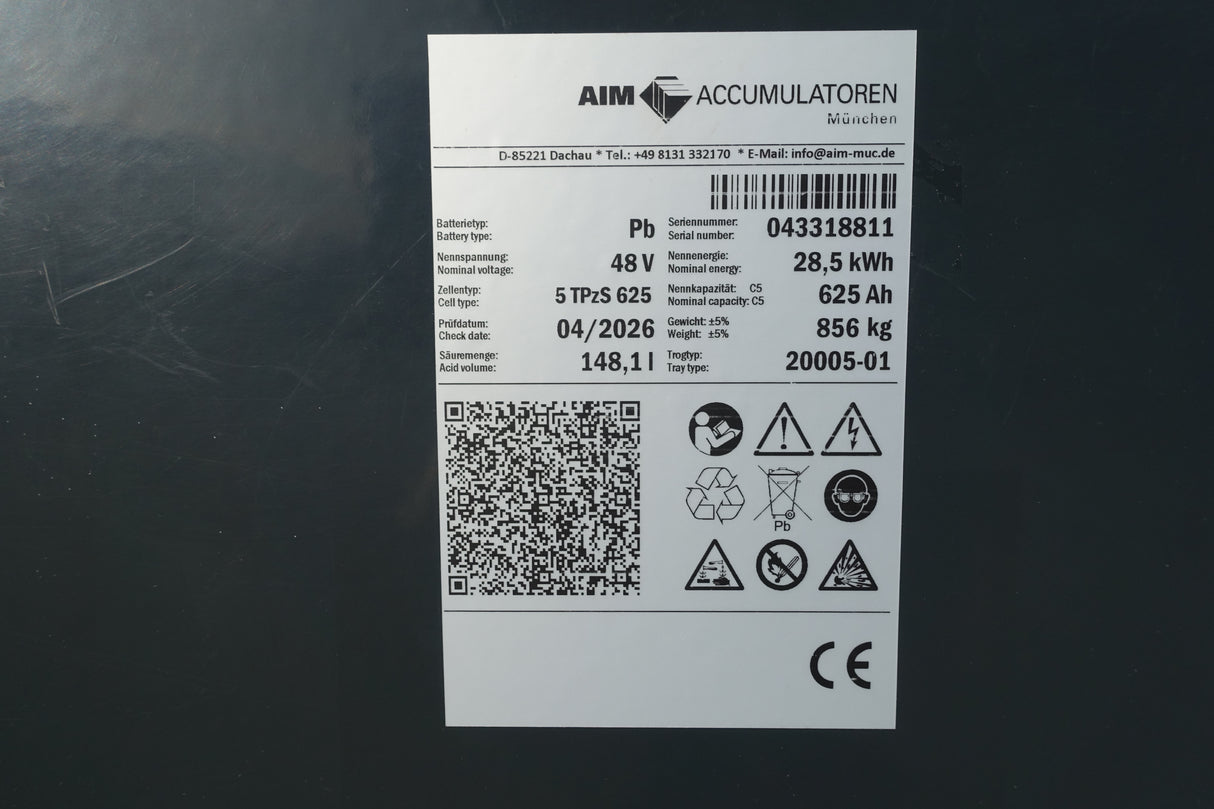 AIM ACCUMULATOREN
München
D-85221 Dachau * Tel.: +49 8131 332170 * E-Mail: info@aim-muc.de
Batterietyp:
Battery type:
Pb
Seriennummer:
Serial number:
043318811
Nennspannung:
Nominal voltage:
48 V
Nennenergie:
Nominal energy:
28,5 kWh
Zellentyp:
Cell type:
5 TPzS 625
Nennkapazität: C5
Nominal capacity: C5
625 Ah
Prüfdatum:
Check date:
04/2026
Gewicht: ±5%
Weight: ±5%
856 kg
Säuremenge:
Acid volume:
148,1 l
Trogtyp:
Tray type:
20005-01
Pb
CE